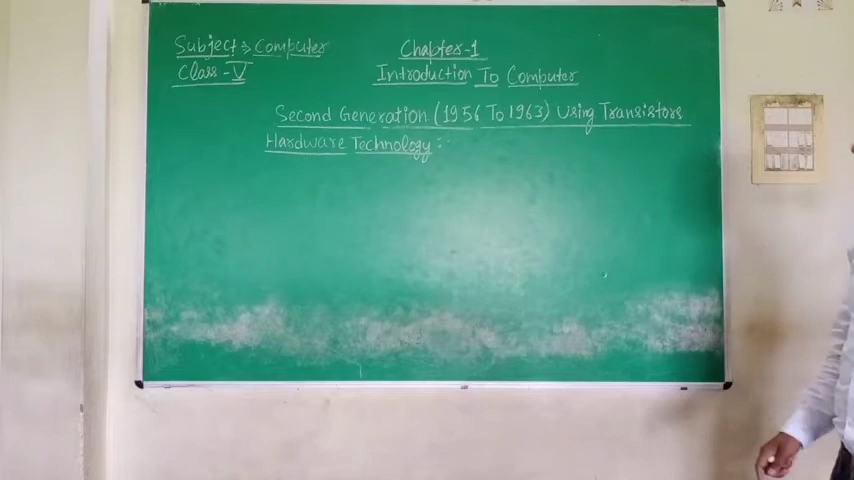 Subject → Computer
Class - V
Chapter-1
Introduction To Computer
Second Generation (1956 To 1963) Using Transistors
Hardware Technology :-